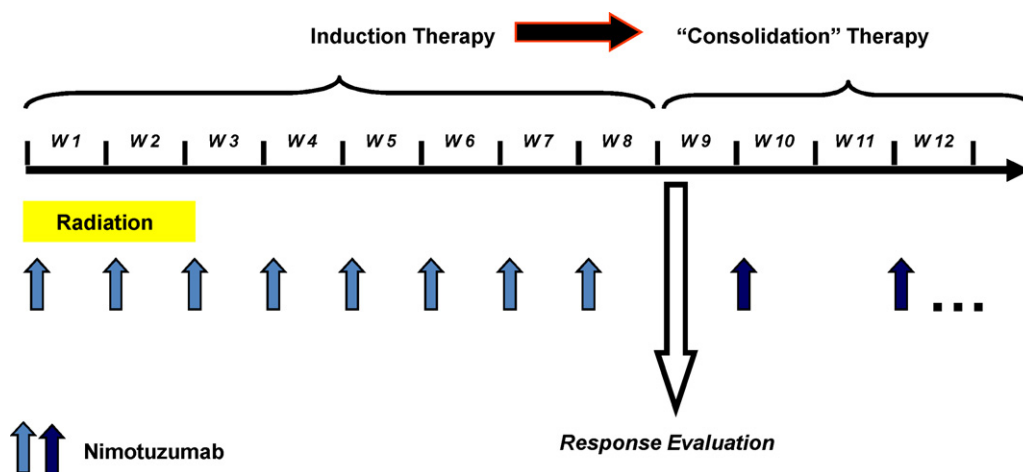 Induction Therapy “Consolidation” Therapy
W 1 W 2 W 3 W 4 W 5 W 6 W 7 W 8 W 9 W 10 W 11 W 12
Radiation
...
Response Evaluation
Nimotuzumab